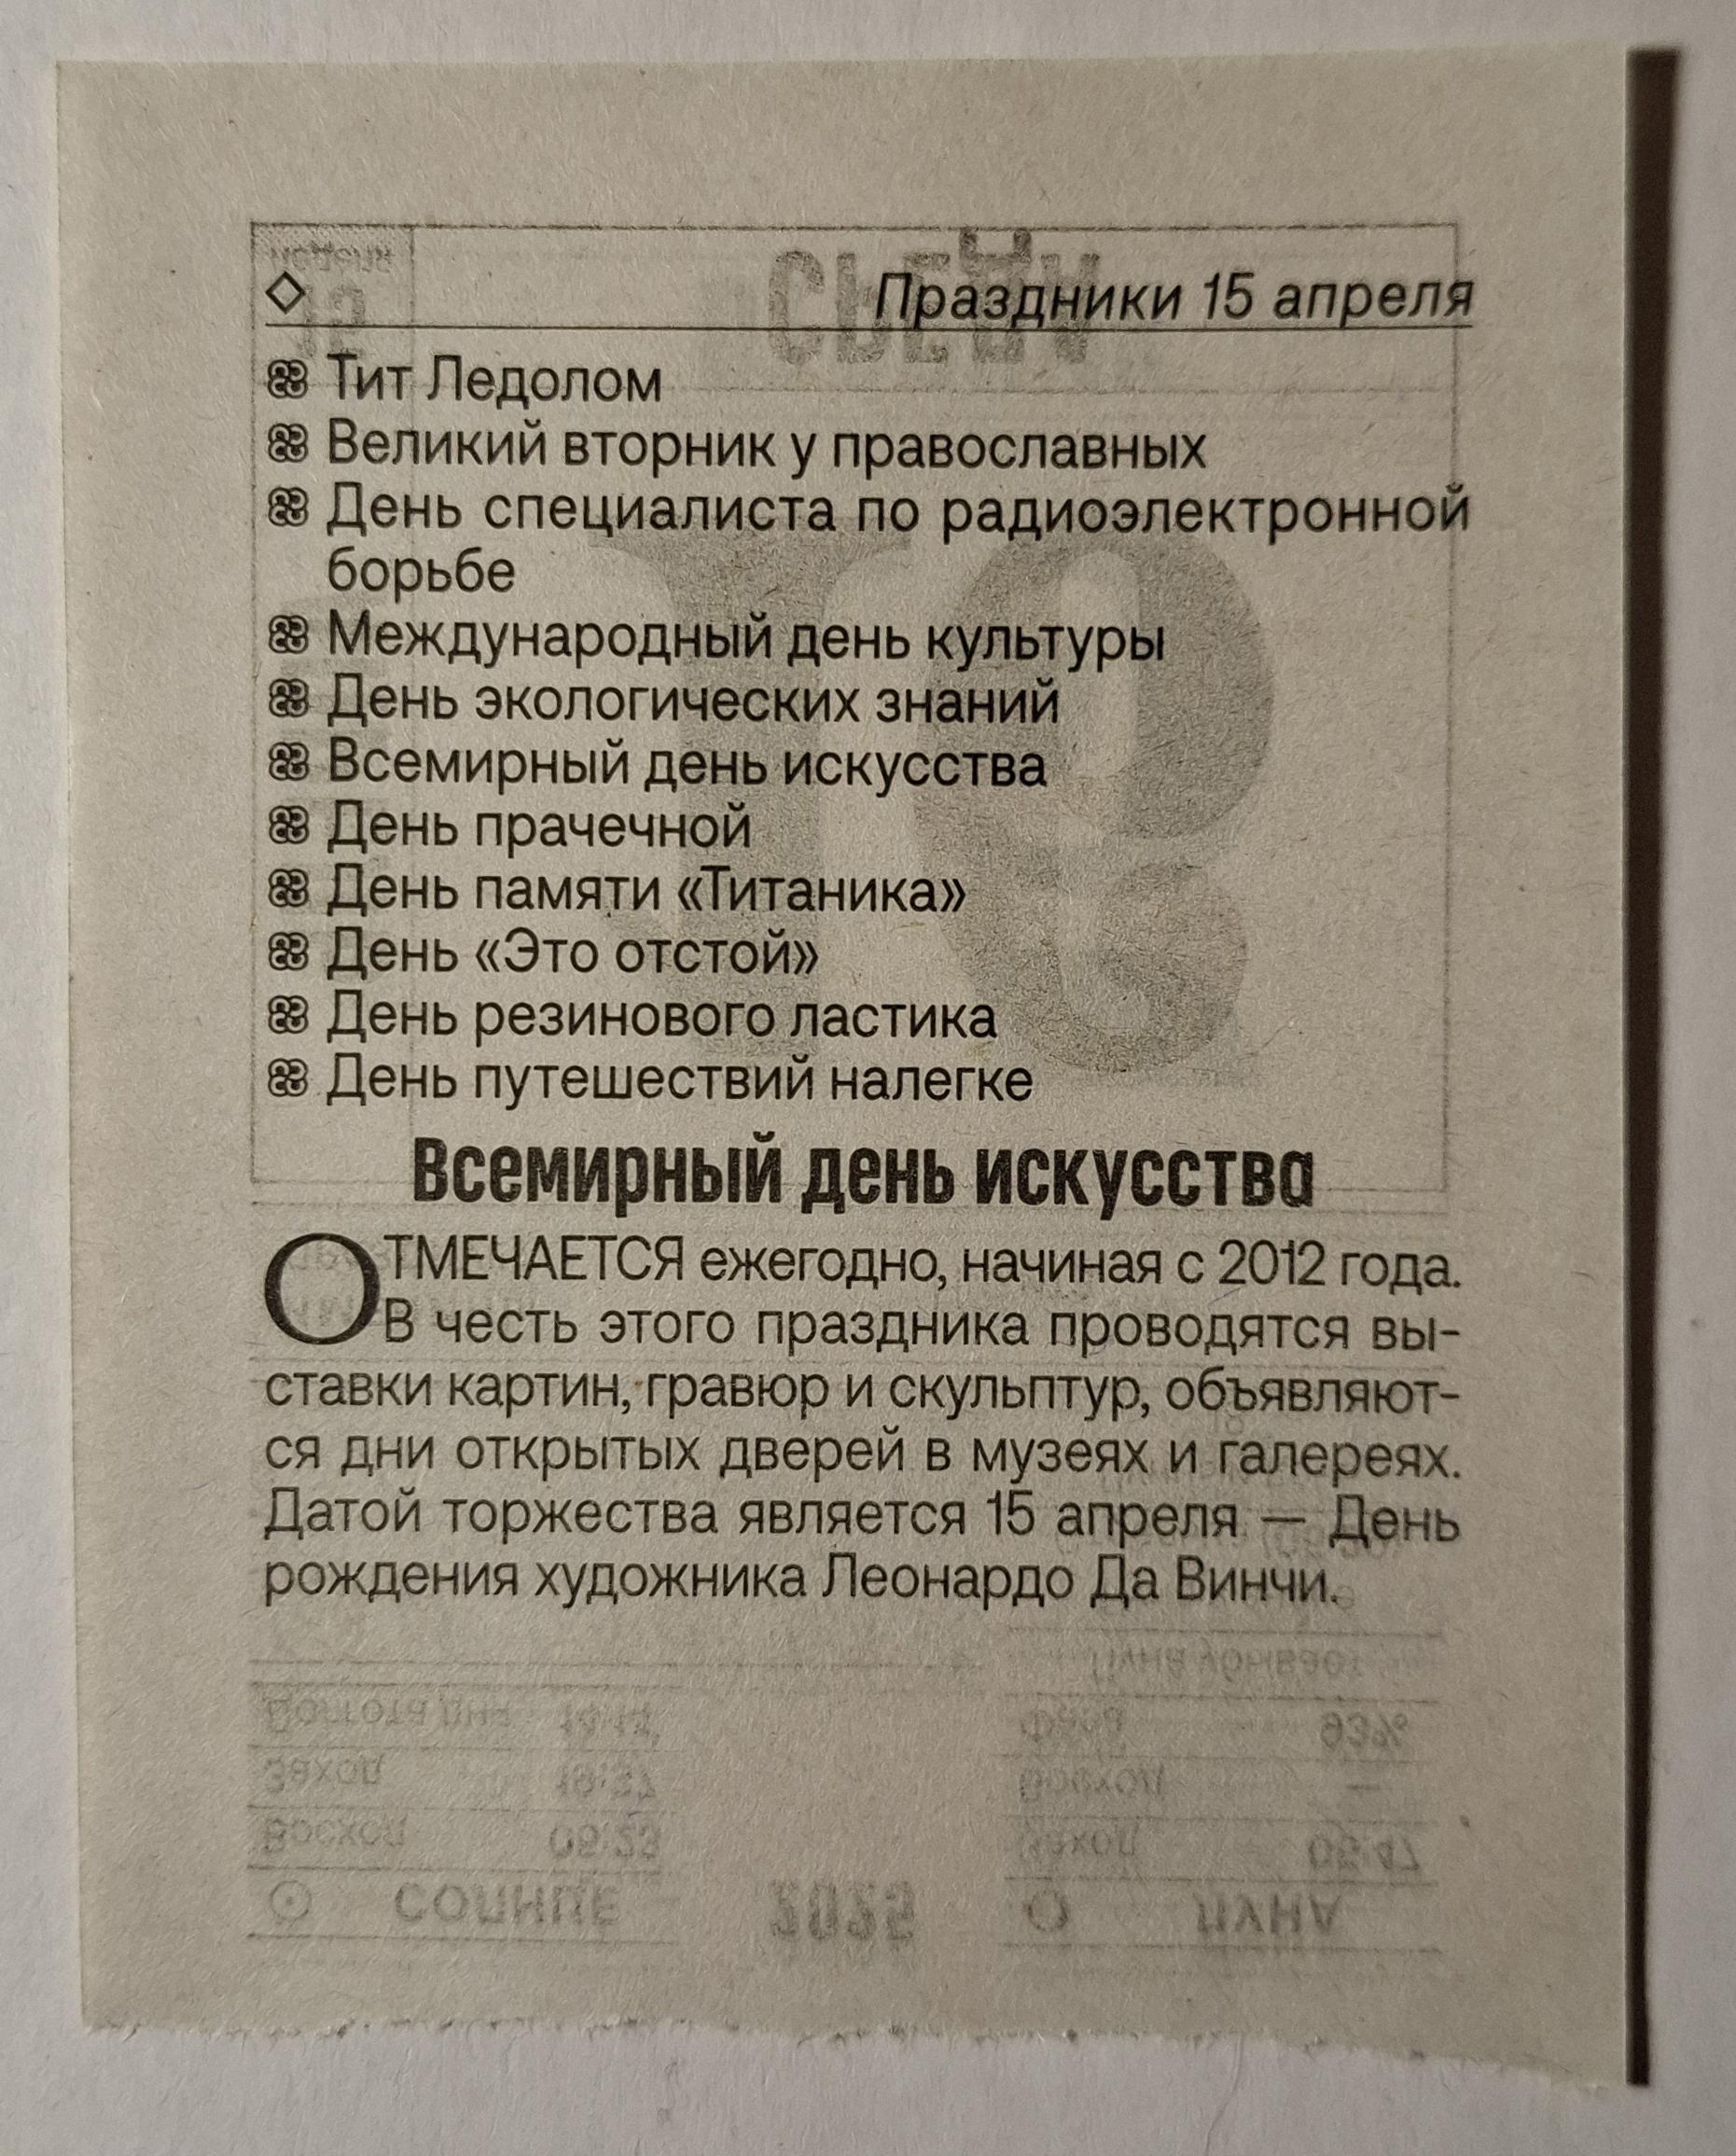 Праздники 15 апреля
Тит Ледолом
Великий вторник у православных
День специалиста по радиоэлектронной
борьбе
Международный день культуры
День экологических знаний
Всемирный день искусства
День прачечной
День памяти «Титаника»
День «Это отстой»
День резинового ластика
День путешествий налегке
Всемирный день искусства
ОТМЕЧАЕТСЯ ежегодно, начиная с 2012 года.
В честь этого праздника проводятся вы-
ставки картин, гравюр и скульптур, объявляют-
ся дни открытых дверей в музеях и галереях.
Датой торжества является 15 апреля — День
рождения художника Леонардо Да Винчи.